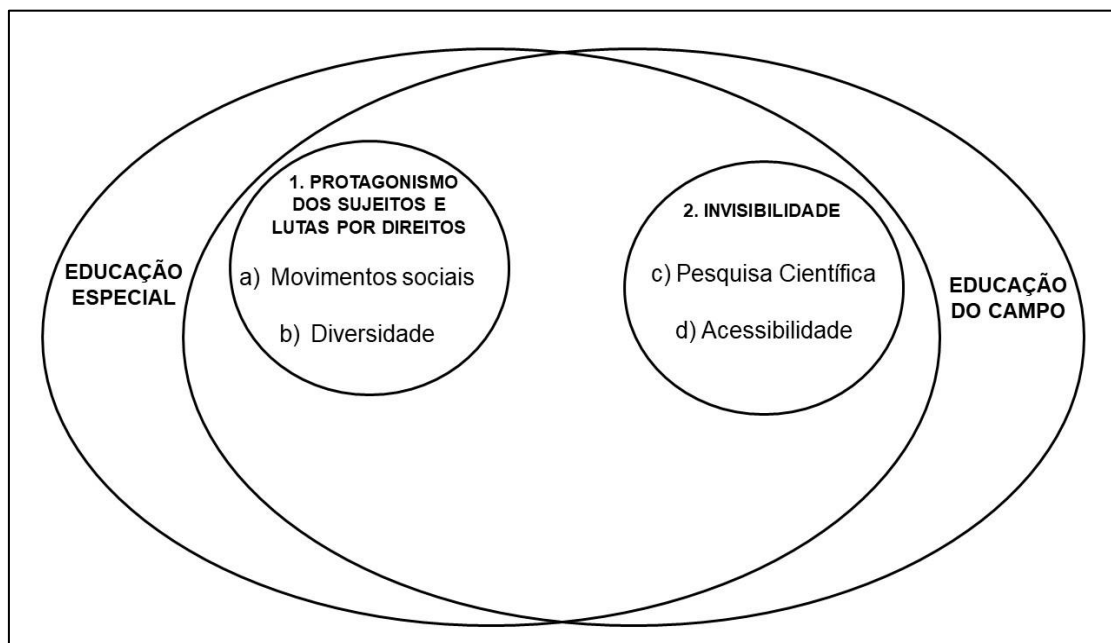 EDUCAÇÃO
ESPECIAL
1. PROTAGONISMO
DOS SUJEITOS E
LUTAS POR DIREITOS
a) Movimentos sociais
b) Diversidade
2. INVISIBILIDADE
c) Pesquisa Científica
d) Acessibilidade
EDUCAÇÃO
DO CAMPO